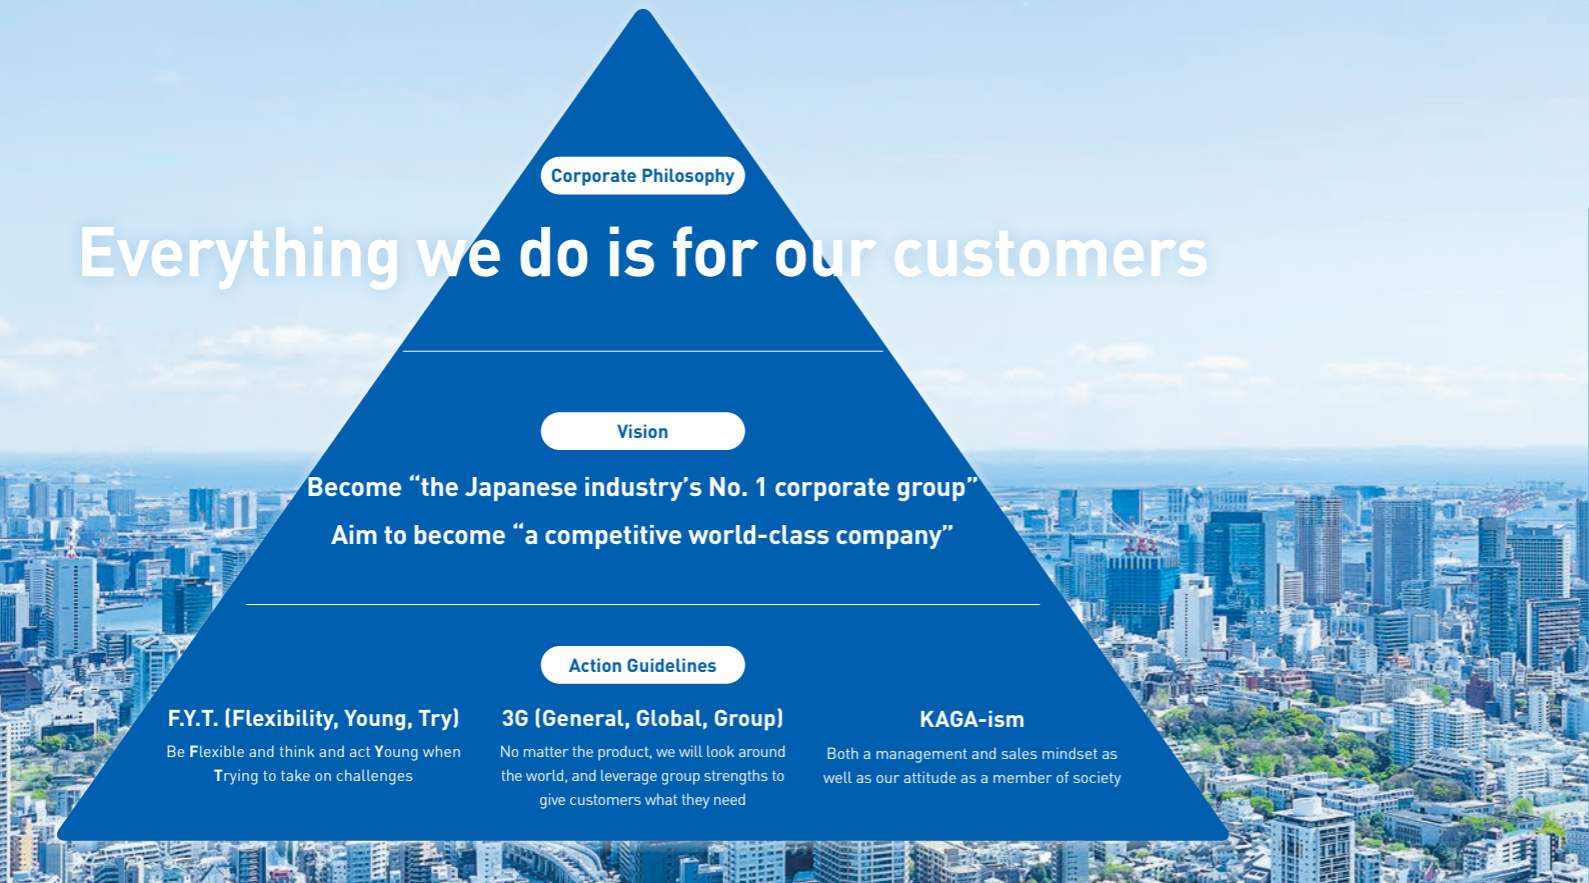 Corporate Philosophy
Everything we do is for our customers
Vision
Become “the Japanese industry’s No. 1 corporate group”
Aim to become “a competitive world-class company”
Action Guidelines
F.Y.T. (Flexibility, Young, Try)
Be Flexible and think and act Young when
Trying to take on challenges
3G (General, Global, Group)
No matter the product, we will look around
the world, and leverage group strengths to
give customers what they need
KAGA-ism
Both a management and sales mindset as
well as our attitude as a member of society